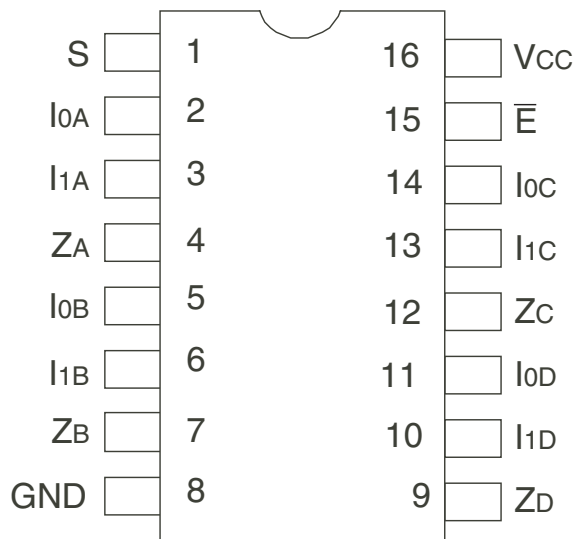 S 1 16 VCC
I0A 2 15 E̅
I1A 3 14 I0C
ZA 4 13 I1C
I0B 5 12 ZC
I1B 6 11 I0D
ZB 7 10 I1D
GND 8 9 ZD